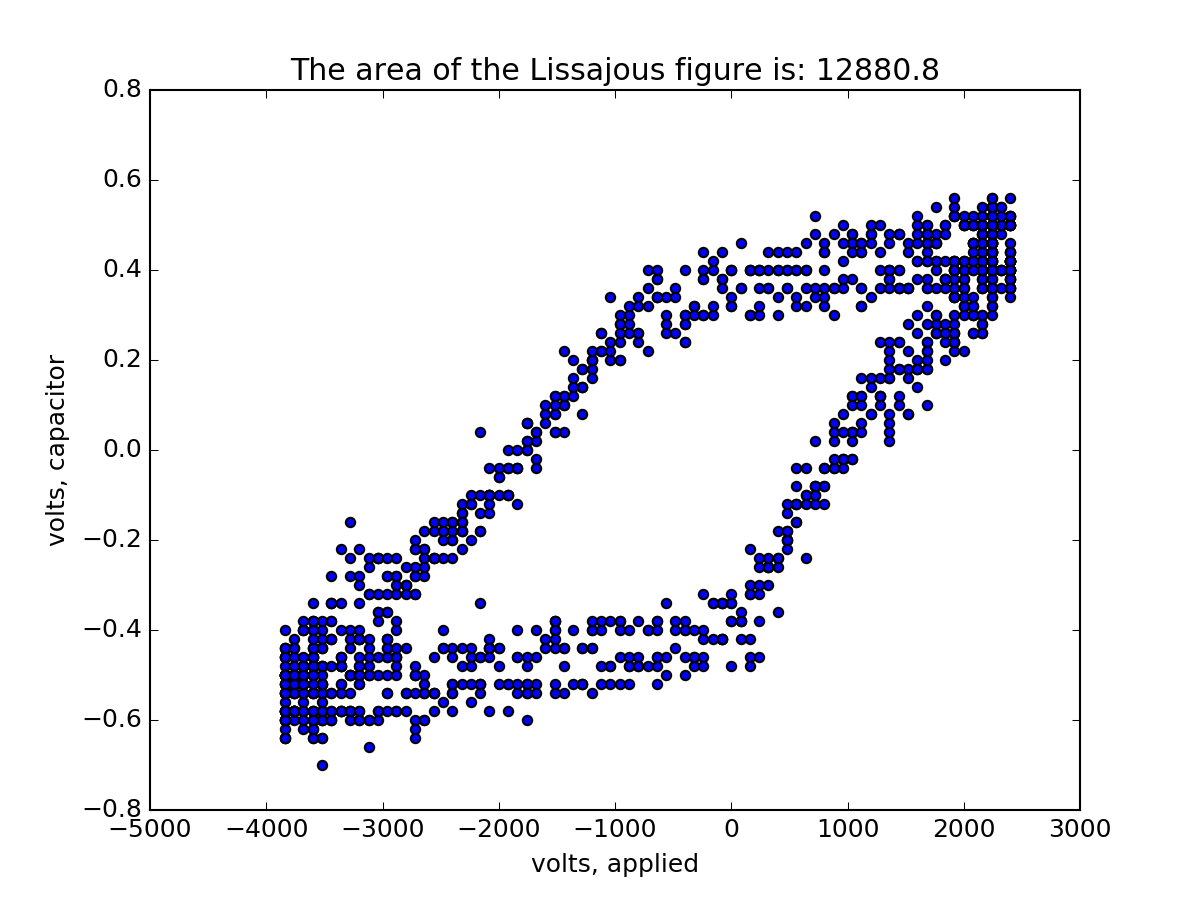 The area of the Lissajous figure is: 12880.8
0.8
0.6
0.4
0.2
0.0
−0.2
−0.4
−0.6
−0.8
volts, capacitor
−5000 −4000 −3000 −2000 −1000 0 1000 2000 3000
volts, applied